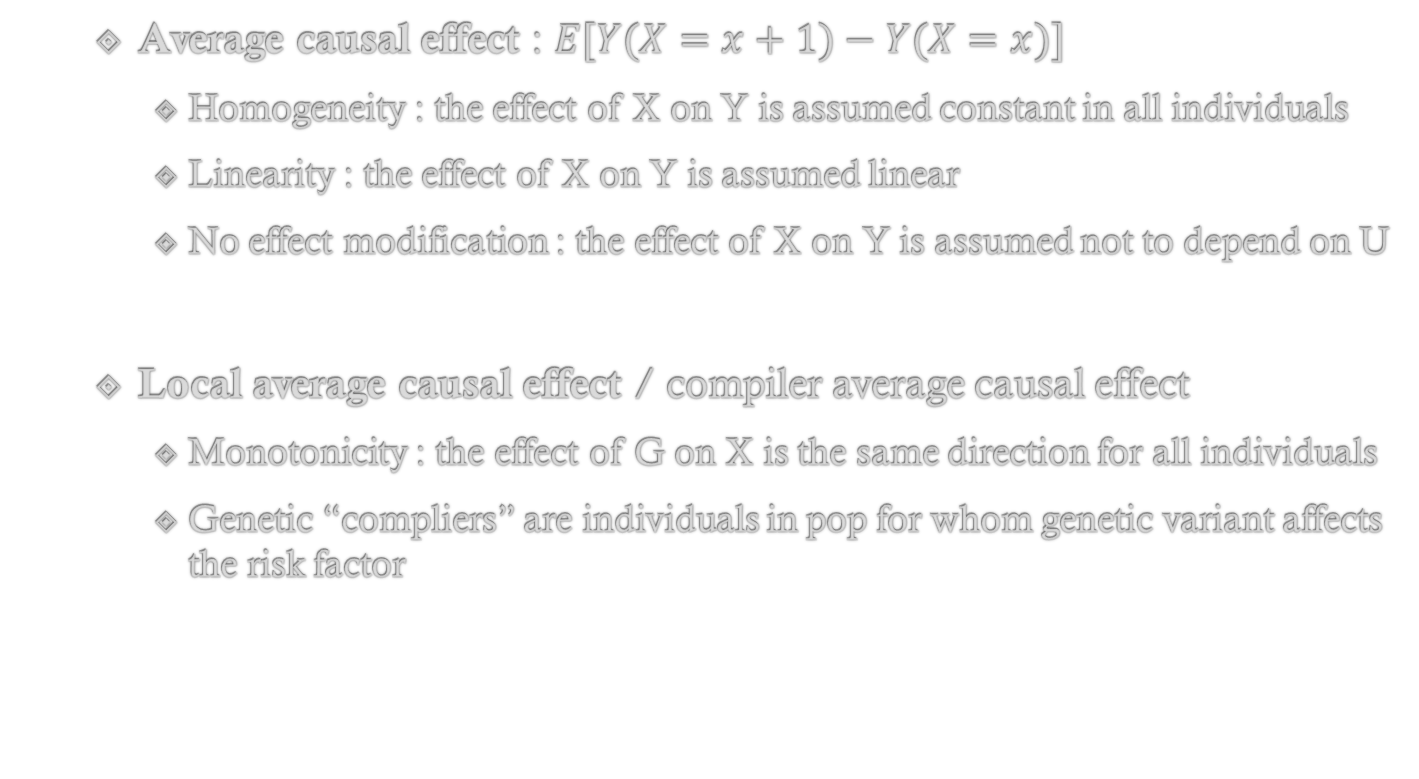 Average causal effect : E[Y(X = x + 1) − Y(X = x)]
Homogeneity : the effect of X on Y is assumed constant in all individuals
Linearity : the effect of X on Y is assumed linear
No effect modification : the effect of X on Y is assumed not to depend on U
Local average causal effect / compiler average causal effect
Monotonicity : the effect of G on X is the same direction for all individuals
Genetic “compliers” are individuals in pop for whom genetic variant affects
the risk factor